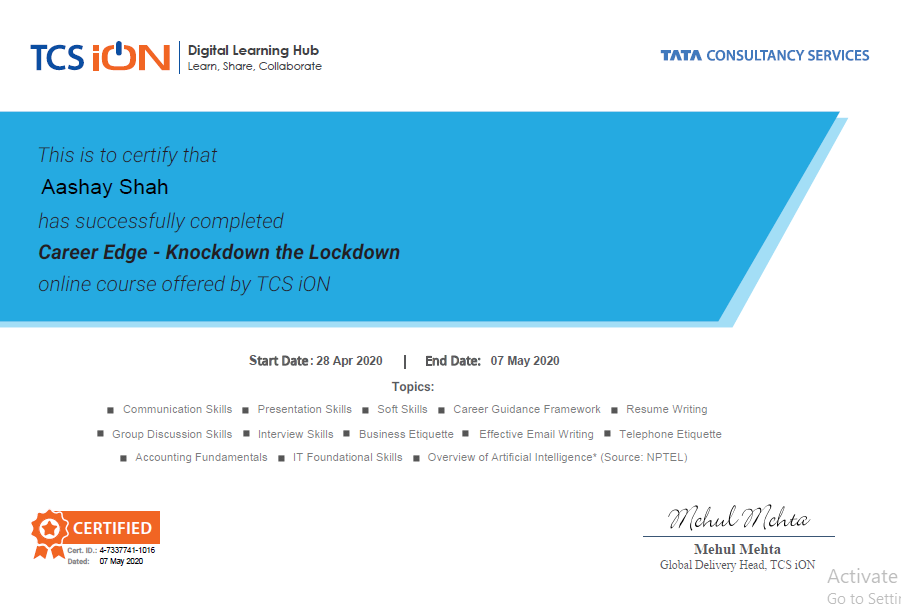 TCS iON
Digital Learning Hub
Learn, Share, Collaborate
TATA CONSULTANCY SERVICES
This is to certify that
Aashay Shah
has successfully completed
Career Edge - Knockdown the Lockdown
online course offered by TCS iON
Start Date: 28 Apr 2020 | End Date: 07 May 2020
Topics:
■ Communication Skills ■ Presentation Skills ■ Soft Skills ■ Career Guidance Framework ■ Resume Writing
■ Group Discussion Skills ■ Interview Skills ■ Business Etiquette ■ Effective Email Writing ■ Telephone Etiquette
■ Accounting Fundamentals ■ IT Foundational Skills ■ Overview of Artificial Intelligence* (Source: NPTEL)
CERTIFIED
Cert. ID.: 4-7337741-1016
Dated: 07 May 2020
Mehul Mehta
Mehul Mehta
Global Delivery Head, TCS iON
Activate
Go to Setti